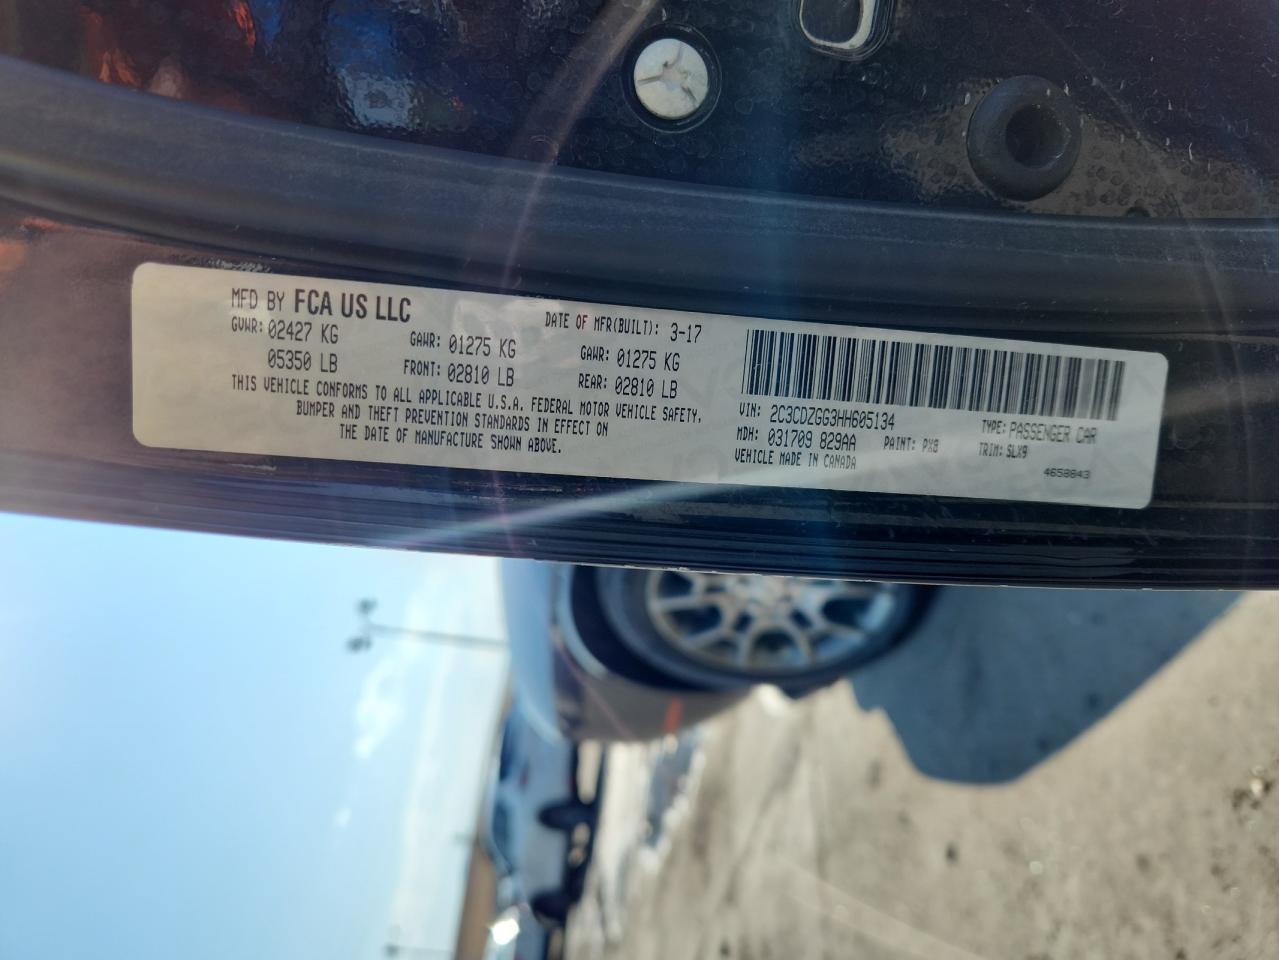 MFD BY FCA US LLC
DATE OF MFR(BUILT): 3-17
GVWR: 02427 KG GAWR: 01275 KG GAWR: 01275 KG
05350 LB FRONT: 02810 LB REAR: 02810 LB
THIS VEHICLE CONFORMS TO ALL APPLICABLE U.S.A. FEDERAL MOTOR VEHICLE SAFETY,
BUMPER AND THEFT PREVENTION STANDARDS IN EFFECT ON
THE DATE OF MANUFACTURE SHOWN ABOVE.
VIN: 2C3CDZGG3HH605134 TYPE: PASSENGER CAR
MDH: 031709 829AA PAINT: PX8 TRIM: SLX9
VEHICLE MADE IN CANADA 4658843